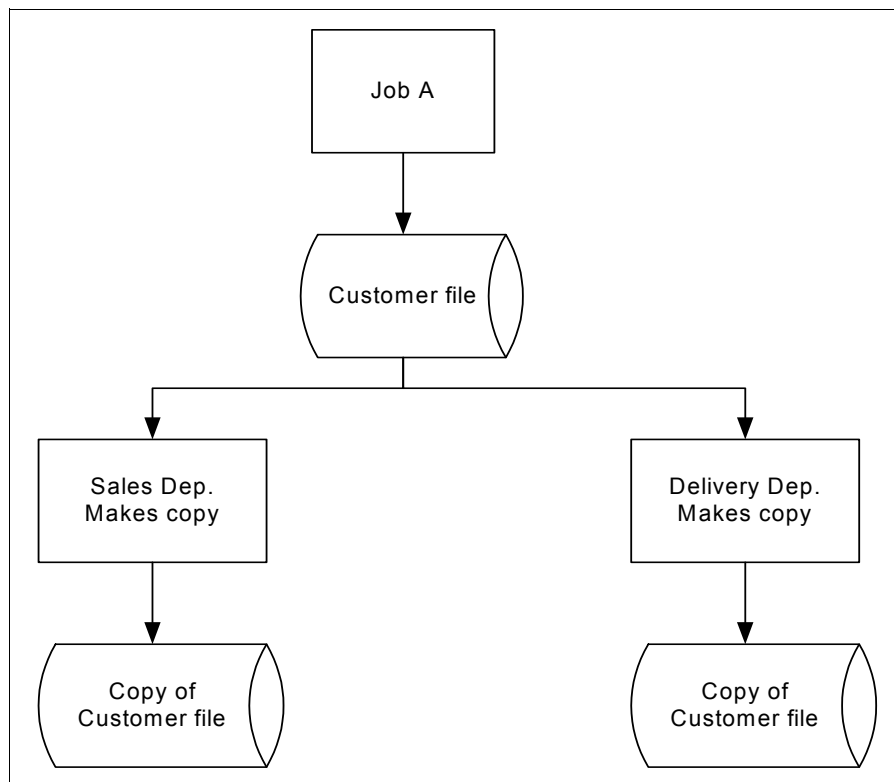 Job A
Customer file
Sales Dep.
Makes copy
Delivery Dep.
Makes copy
Copy of
Customer file
Copy of
Customer file